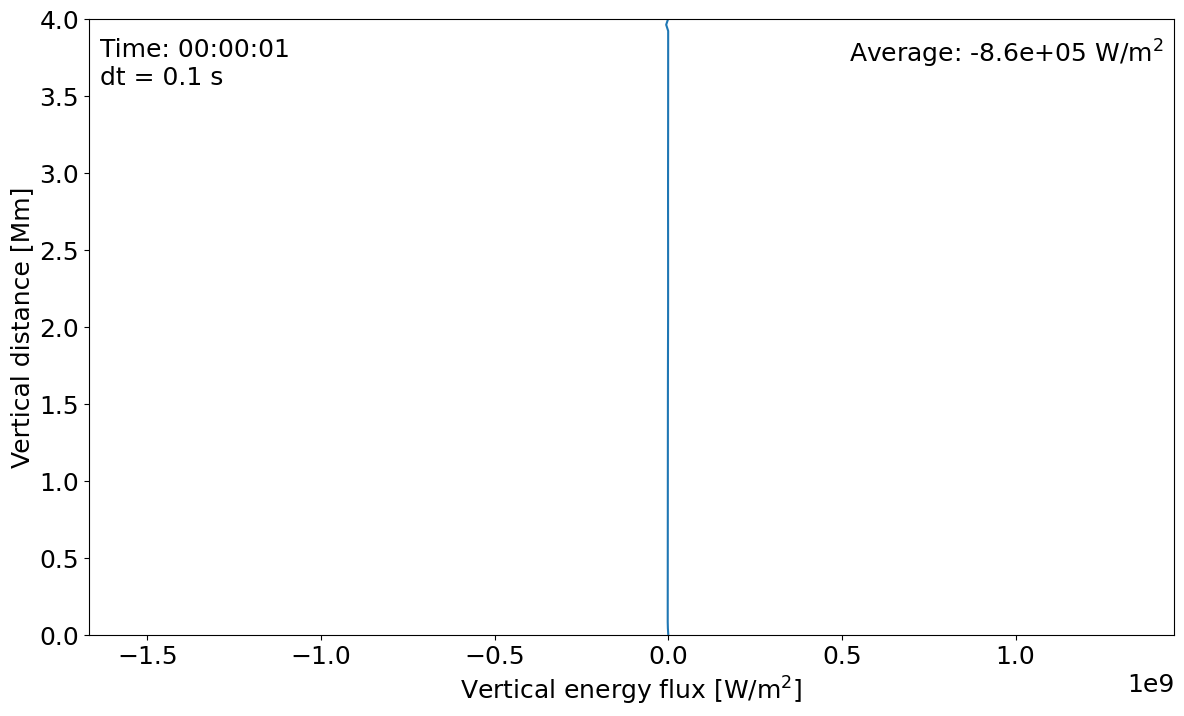 Time: 00:00:01
dt = 0.1 s
Average: -8.6e+05 W/m²
Vertical distance [Mm]
4.0
3.5
3.0
2.5
2.0
1.5
1.0
0.5
0.0
−1.5 −1.0 −0.5 0.0 0.5 1.0
1e9
Vertical energy flux [W/m²]